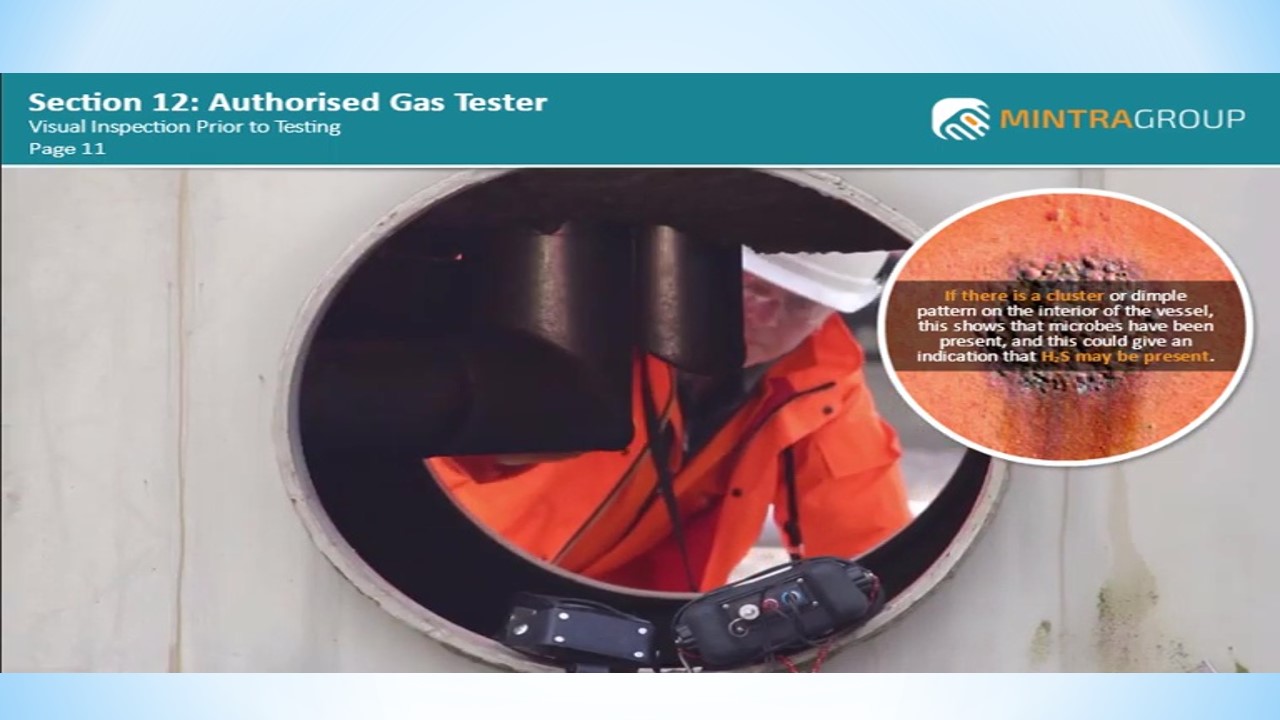 Section 12: Authorised Gas Tester
Visual Inspection Prior to Testing
Page 11
MINTRAGROUP
If there is a cluster or dimple
pattern on the interior of the vessel,
this shows that microbes have been
present, and this could give an
indication that H₂S may be present.